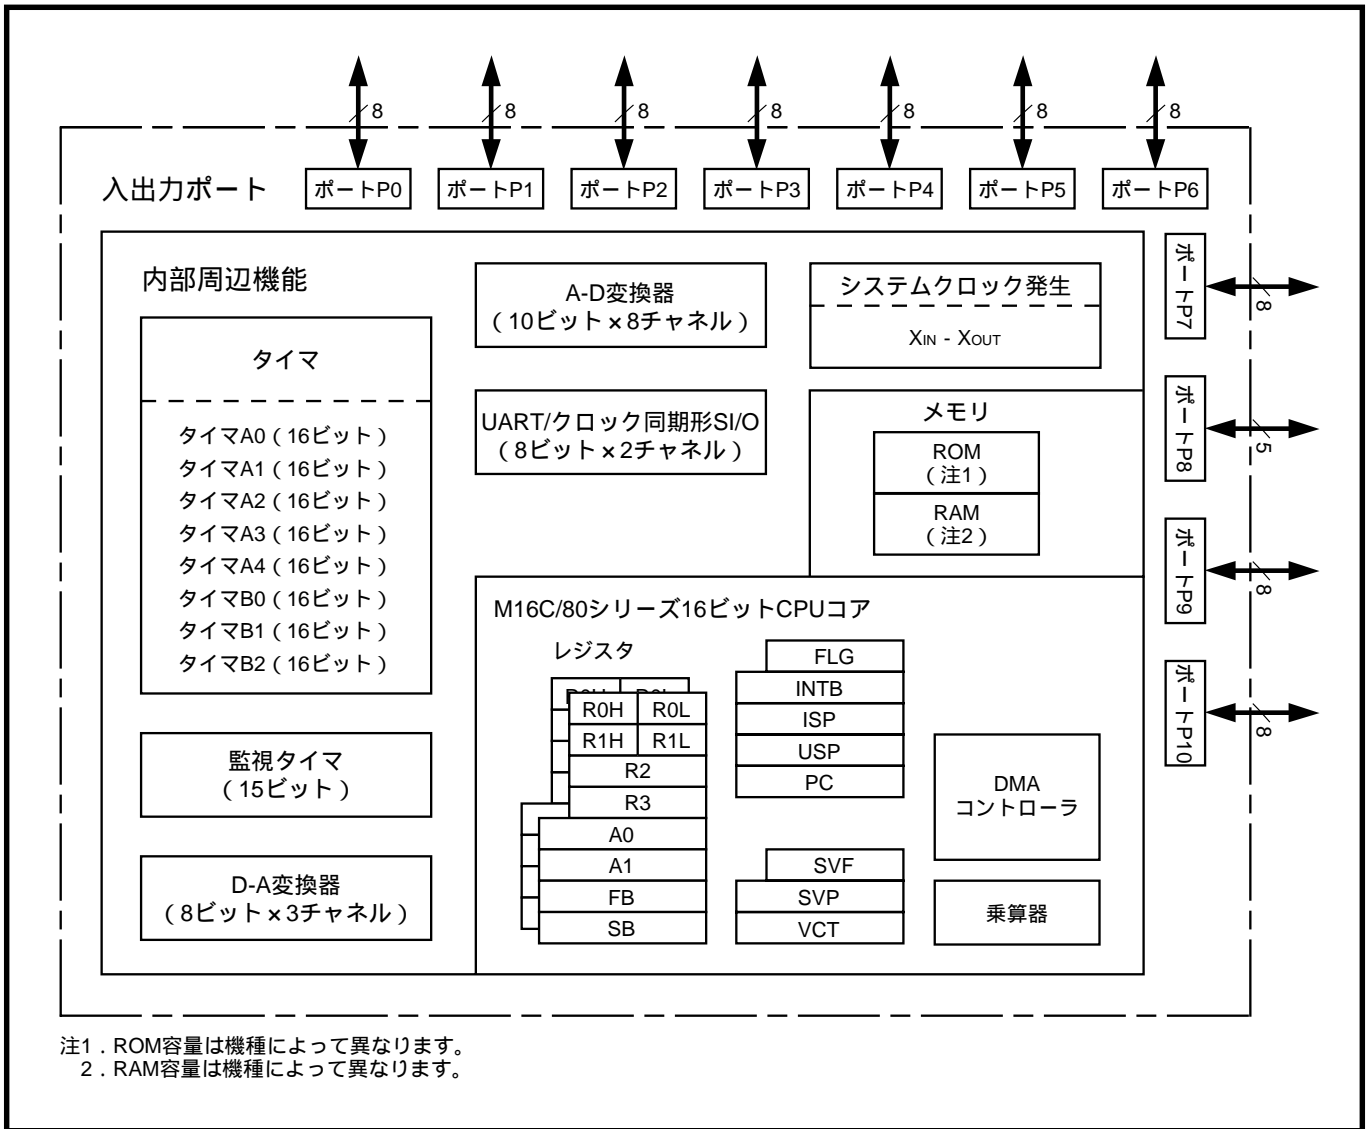 8 8 8 8 8 8 8
入出力ポート
ポートP0 ポートP1 ポートP2 ポートP3 ポートP4 ポートP5 ポートP6
内部周辺機能
タイマ
タイマA0(16ビット)
タイマA1(16ビット)
タイマA2(16ビット)
タイマA3(16ビット)
タイマA4(16ビット)
タイマB0(16ビット)
タイマB1(16ビット)
タイマB2(16ビット)
監視タイマ
(15ビット)
D-A変換器
(8ビット×3チャネル)
A-D変換器
(10ビット×8チャネル)
UART/クロック同期形SI/O
(8ビット×2チャネル)
システムクロック発生
XIN - XOUT
メモリ
ROM
(注1)
RAM
(注2)
M16C/80シリーズ16ビットCPUコア
レジスタ
R0H R0L
R0H R0L
R1H R1L
R2
R3
A0
A1
FB
SB
FLG
INTB
ISP
USP
PC
SVF
SVP
VCT
DMA
コントローラ
乗算器
ポートP7
8
ポートP8
5
ポートP9
8
ポートP10
8
注1.ROM容量は機種によって異なります。
2.RAM容量は機種によって異なります。